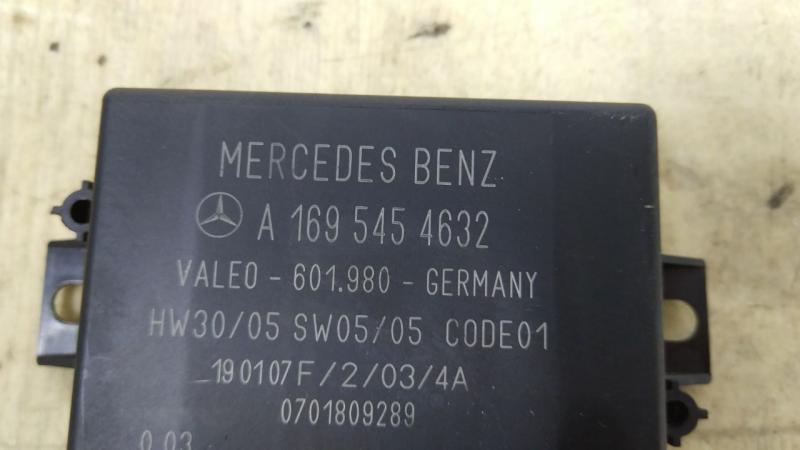 MERCEDES BENZ
A 169 545 4632
VALEO - 601.980 - GERMANY
HW30/05 SW05/05 CODE01
190107F/2/03/4A
0701809289